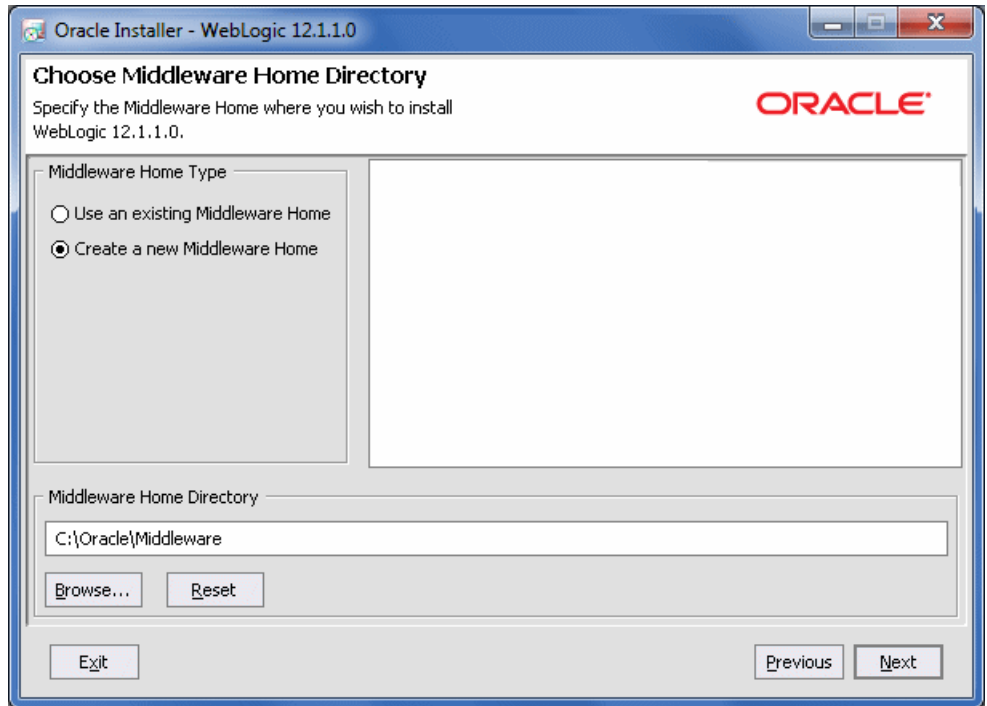 Oracle Installer - WebLogic 12.1.1.0
Choose Middleware Home Directory
Specify the Middleware Home where you wish to install
WebLogic 12.1.1.0.
ORACLE
Middleware Home Type
Use an existing Middleware Home
Create a new Middleware Home
Middleware Home Directory
C:\Oracle\Middleware
Browse...
Reset
Exit
Previous
Next